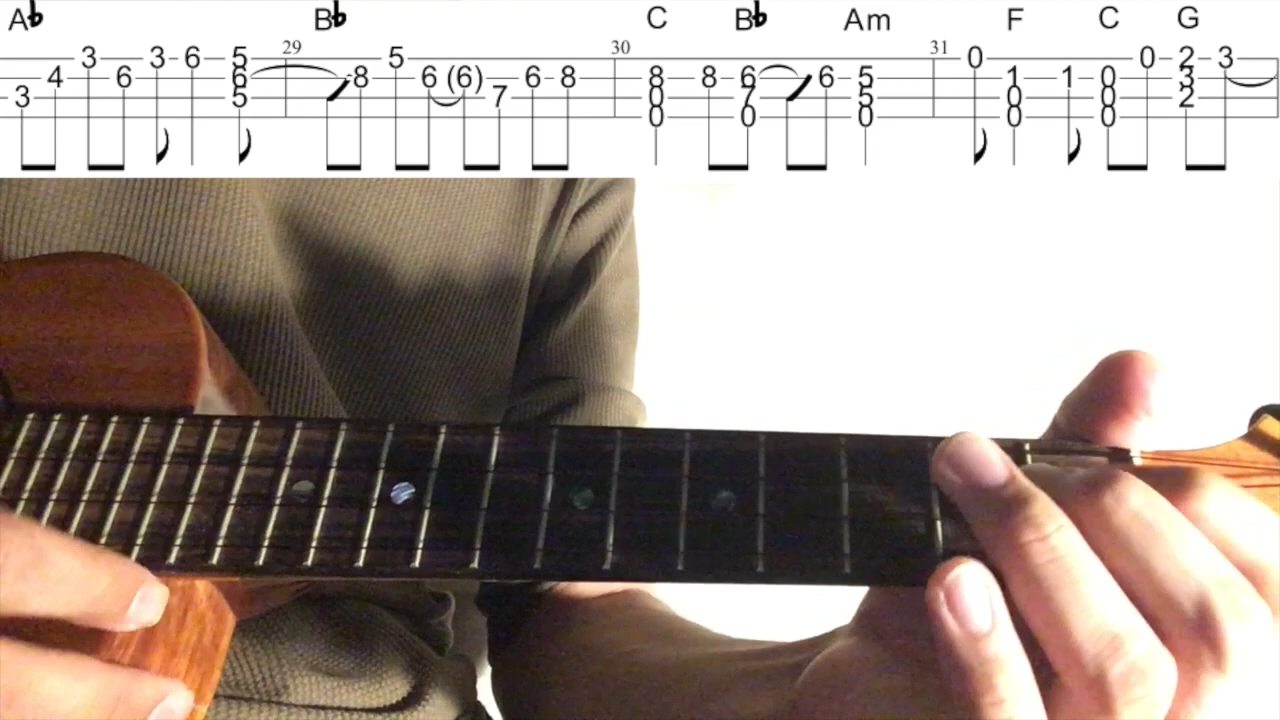 A♭ B♭ C B♭ Am F C G
29 30 31
3 3 6 5 5 0 0 2 3
4 6 6 8 6 (6) 6 8 8 8 6 6 5 1 1 0 3
3 5 7 0 7 5 0 0 2
0 0 0 0 0